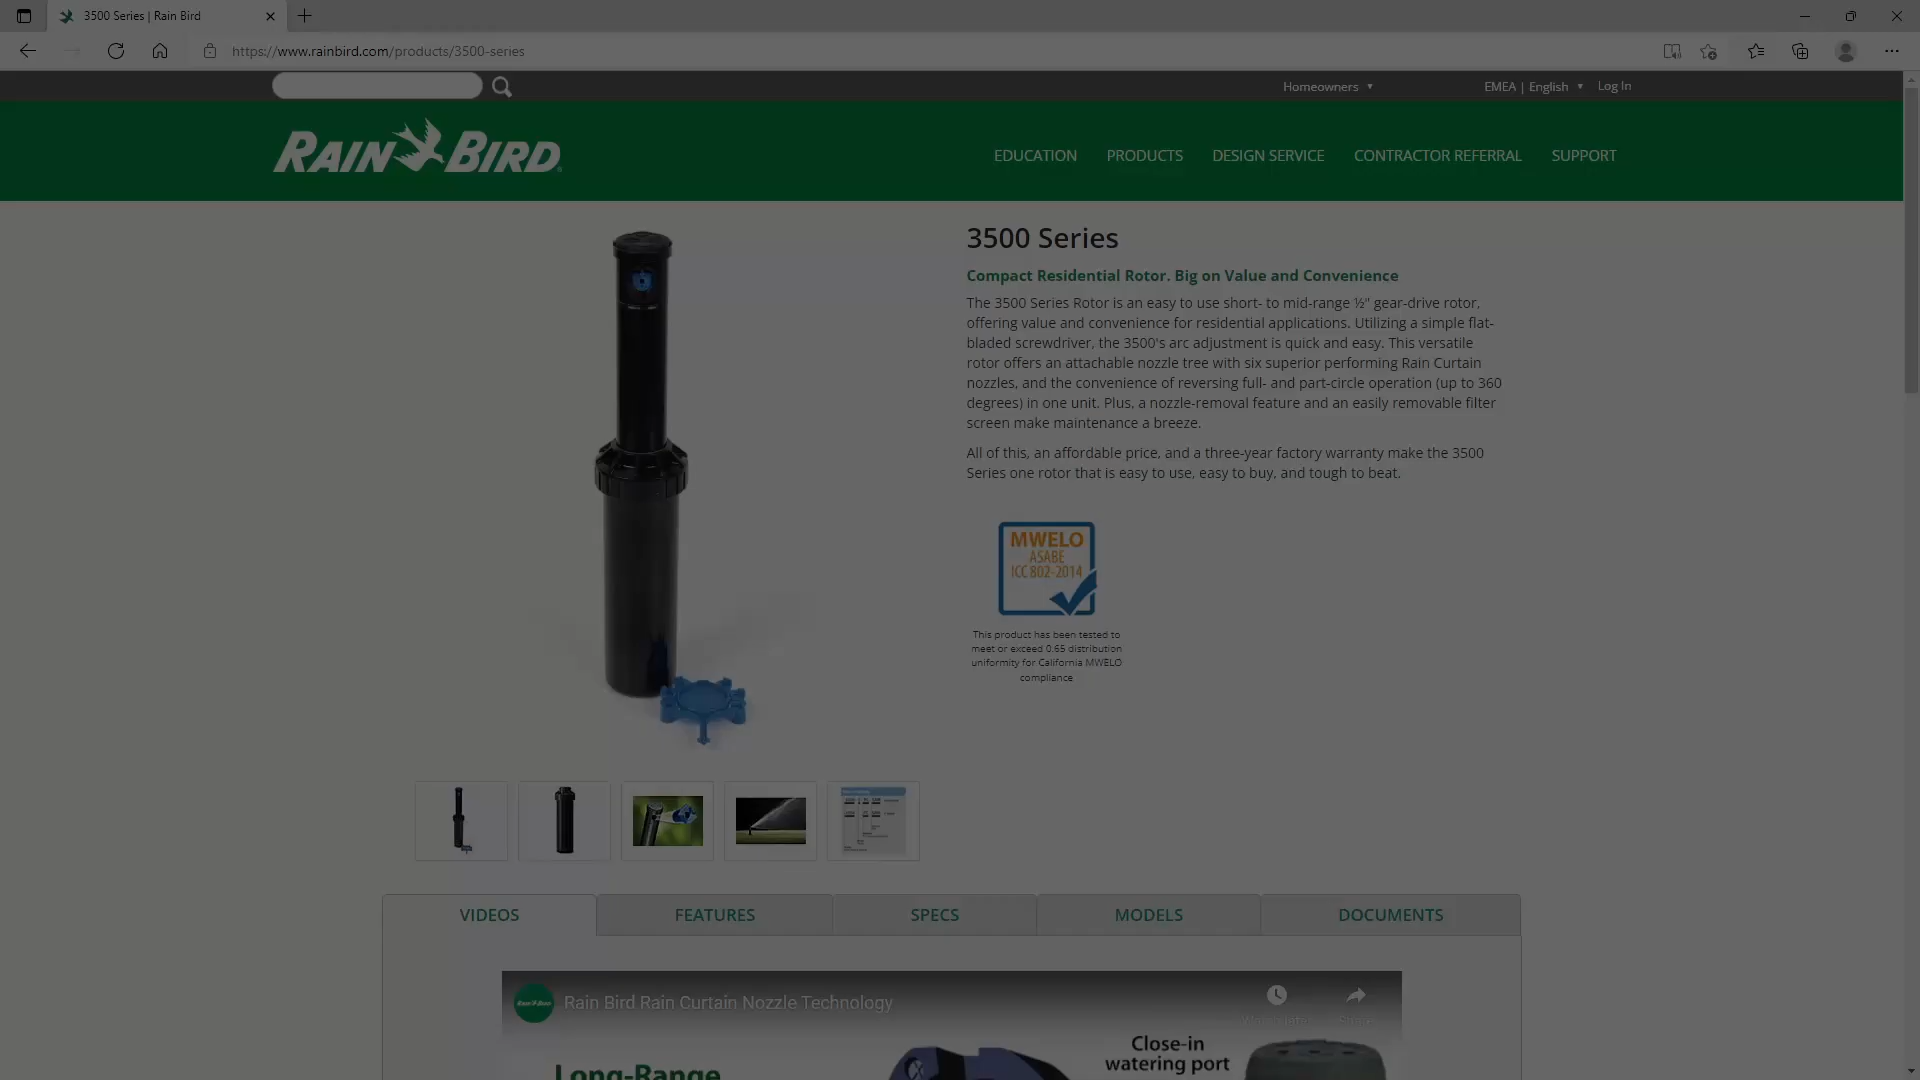 3500 Series | Rain Bird
https://www.rainbird.com/products/3500-series
Homeowners
EMEA | English
Log In
RAIN BIRD
EDUCATION
PRODUCTS
DESIGN SERVICE
CONTRACTOR REFERRAL
SUPPORT
3500 Series
Compact Residential Rotor. Big on Value and Convenience
The 3500 Series Rotor is an easy to use short- to mid-range ½" gear-drive rotor,
offering value and convenience for residential applications. Utilizing a simple flat-
bladed screwdriver, the 3500's arc adjustment is quick and easy. This versatile
rotor offers an attachable nozzle tree with six superior performing Rain Curtain
nozzles, and the convenience of reversing full- and part-circle operation (up to 360
degrees) in one unit. Plus, a nozzle-removal feature and an easily removable filter
screen make maintenance a breeze.
All of this, an affordable price, and a three-year factory warranty make the 3500
Series one rotor that is easy to use, easy to buy, and tough to beat.
MWELO
ASABE
ICC 802-2014
This product has been tested to
meet or exceed 0.65 distribution
uniformity for California MWELO
compliance
VIDEOS
FEATURES
SPECS
MODELS
DOCUMENTS
RAIN BIRD
Rain Bird Rain Curtain Nozzle Technology
Close-in
watering port
Long-Range